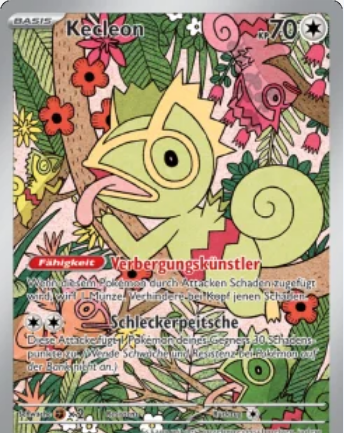 BASIS
Kecleon
KP 70
Fähigkeit Verbergungskünstler
Wenn diesem Pokémon durch Attacken Schaden zugefügt
wird, wirf 1 Münze. Verhindere bei Kopf jenen Schaden.
Schleckerpeitsche
Diese Attacke fügt 1 Pokémon deines Gegners 30 Schadens-
punkte zu. (Wende Schwäche und Resistenz bei Pokémon auf
der Bank nicht an.)